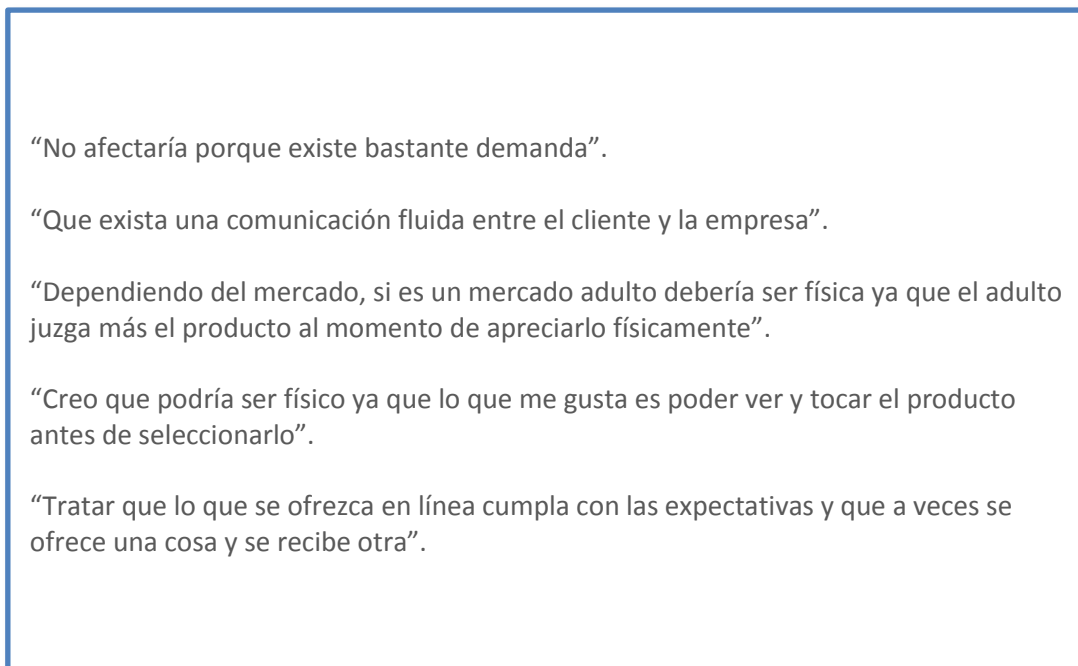 “No afectaría porque existe bastante demanda”.
“Que exista una comunicación fluida entre el cliente y la empresa”.
“Dependiendo del mercado, si es un mercado adulto debería ser física ya que el adulto
juzga más el producto al momento de apreciarlo físicamente”.
“Creo que podría ser físico ya que lo que me gusta es poder ver y tocar el producto
antes de seleccionarlo”.
“Tratar que lo que se ofrezca en línea cumpla con las expectativas y que a veces se
ofrece una cosa y se recibe otra”.